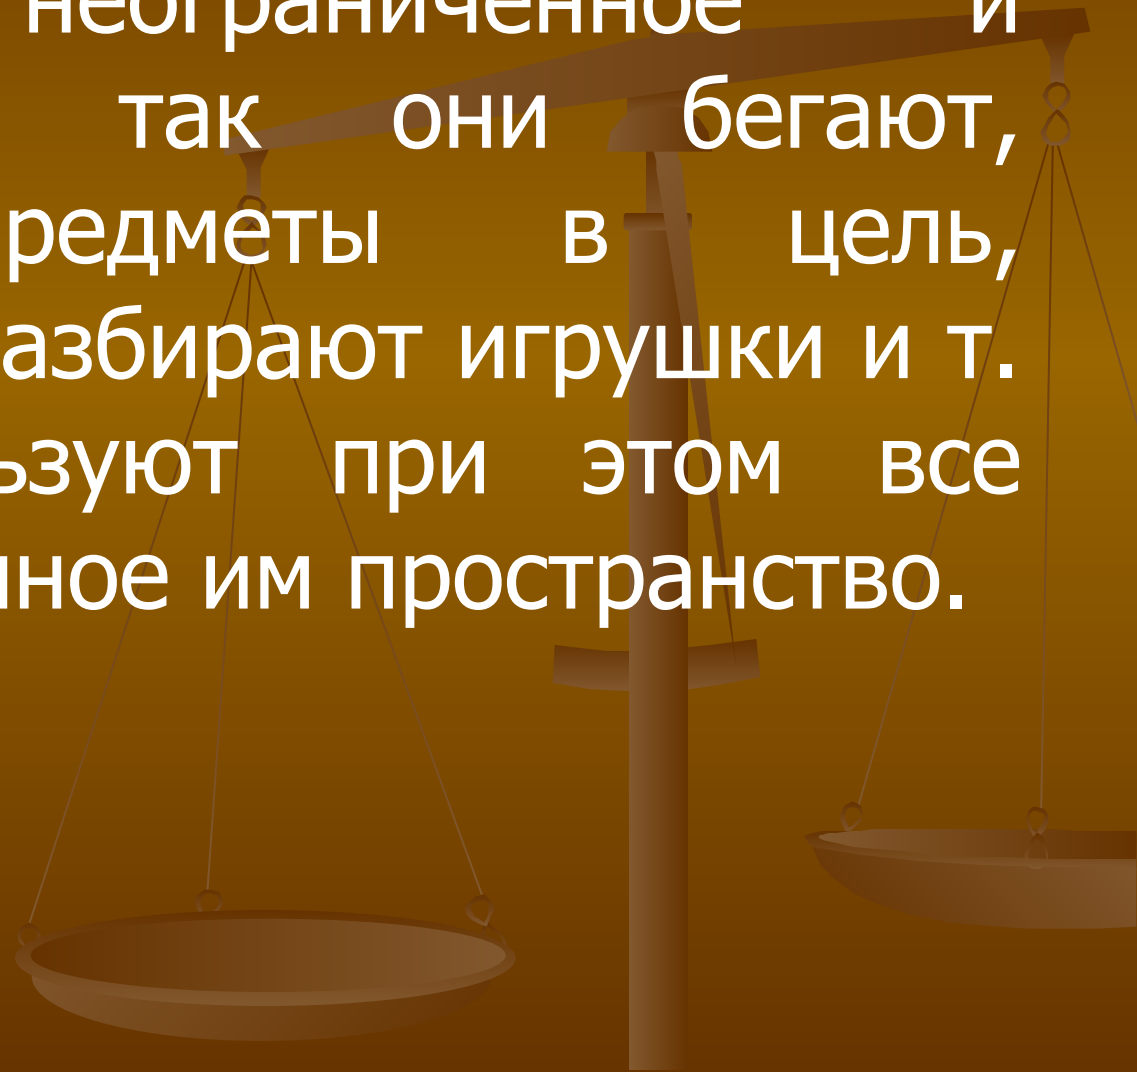 неограниченное и
так они бегают,
редметы в цель,
азбирают игрушки и т.
ьзуют при этом все
нное им пространство.